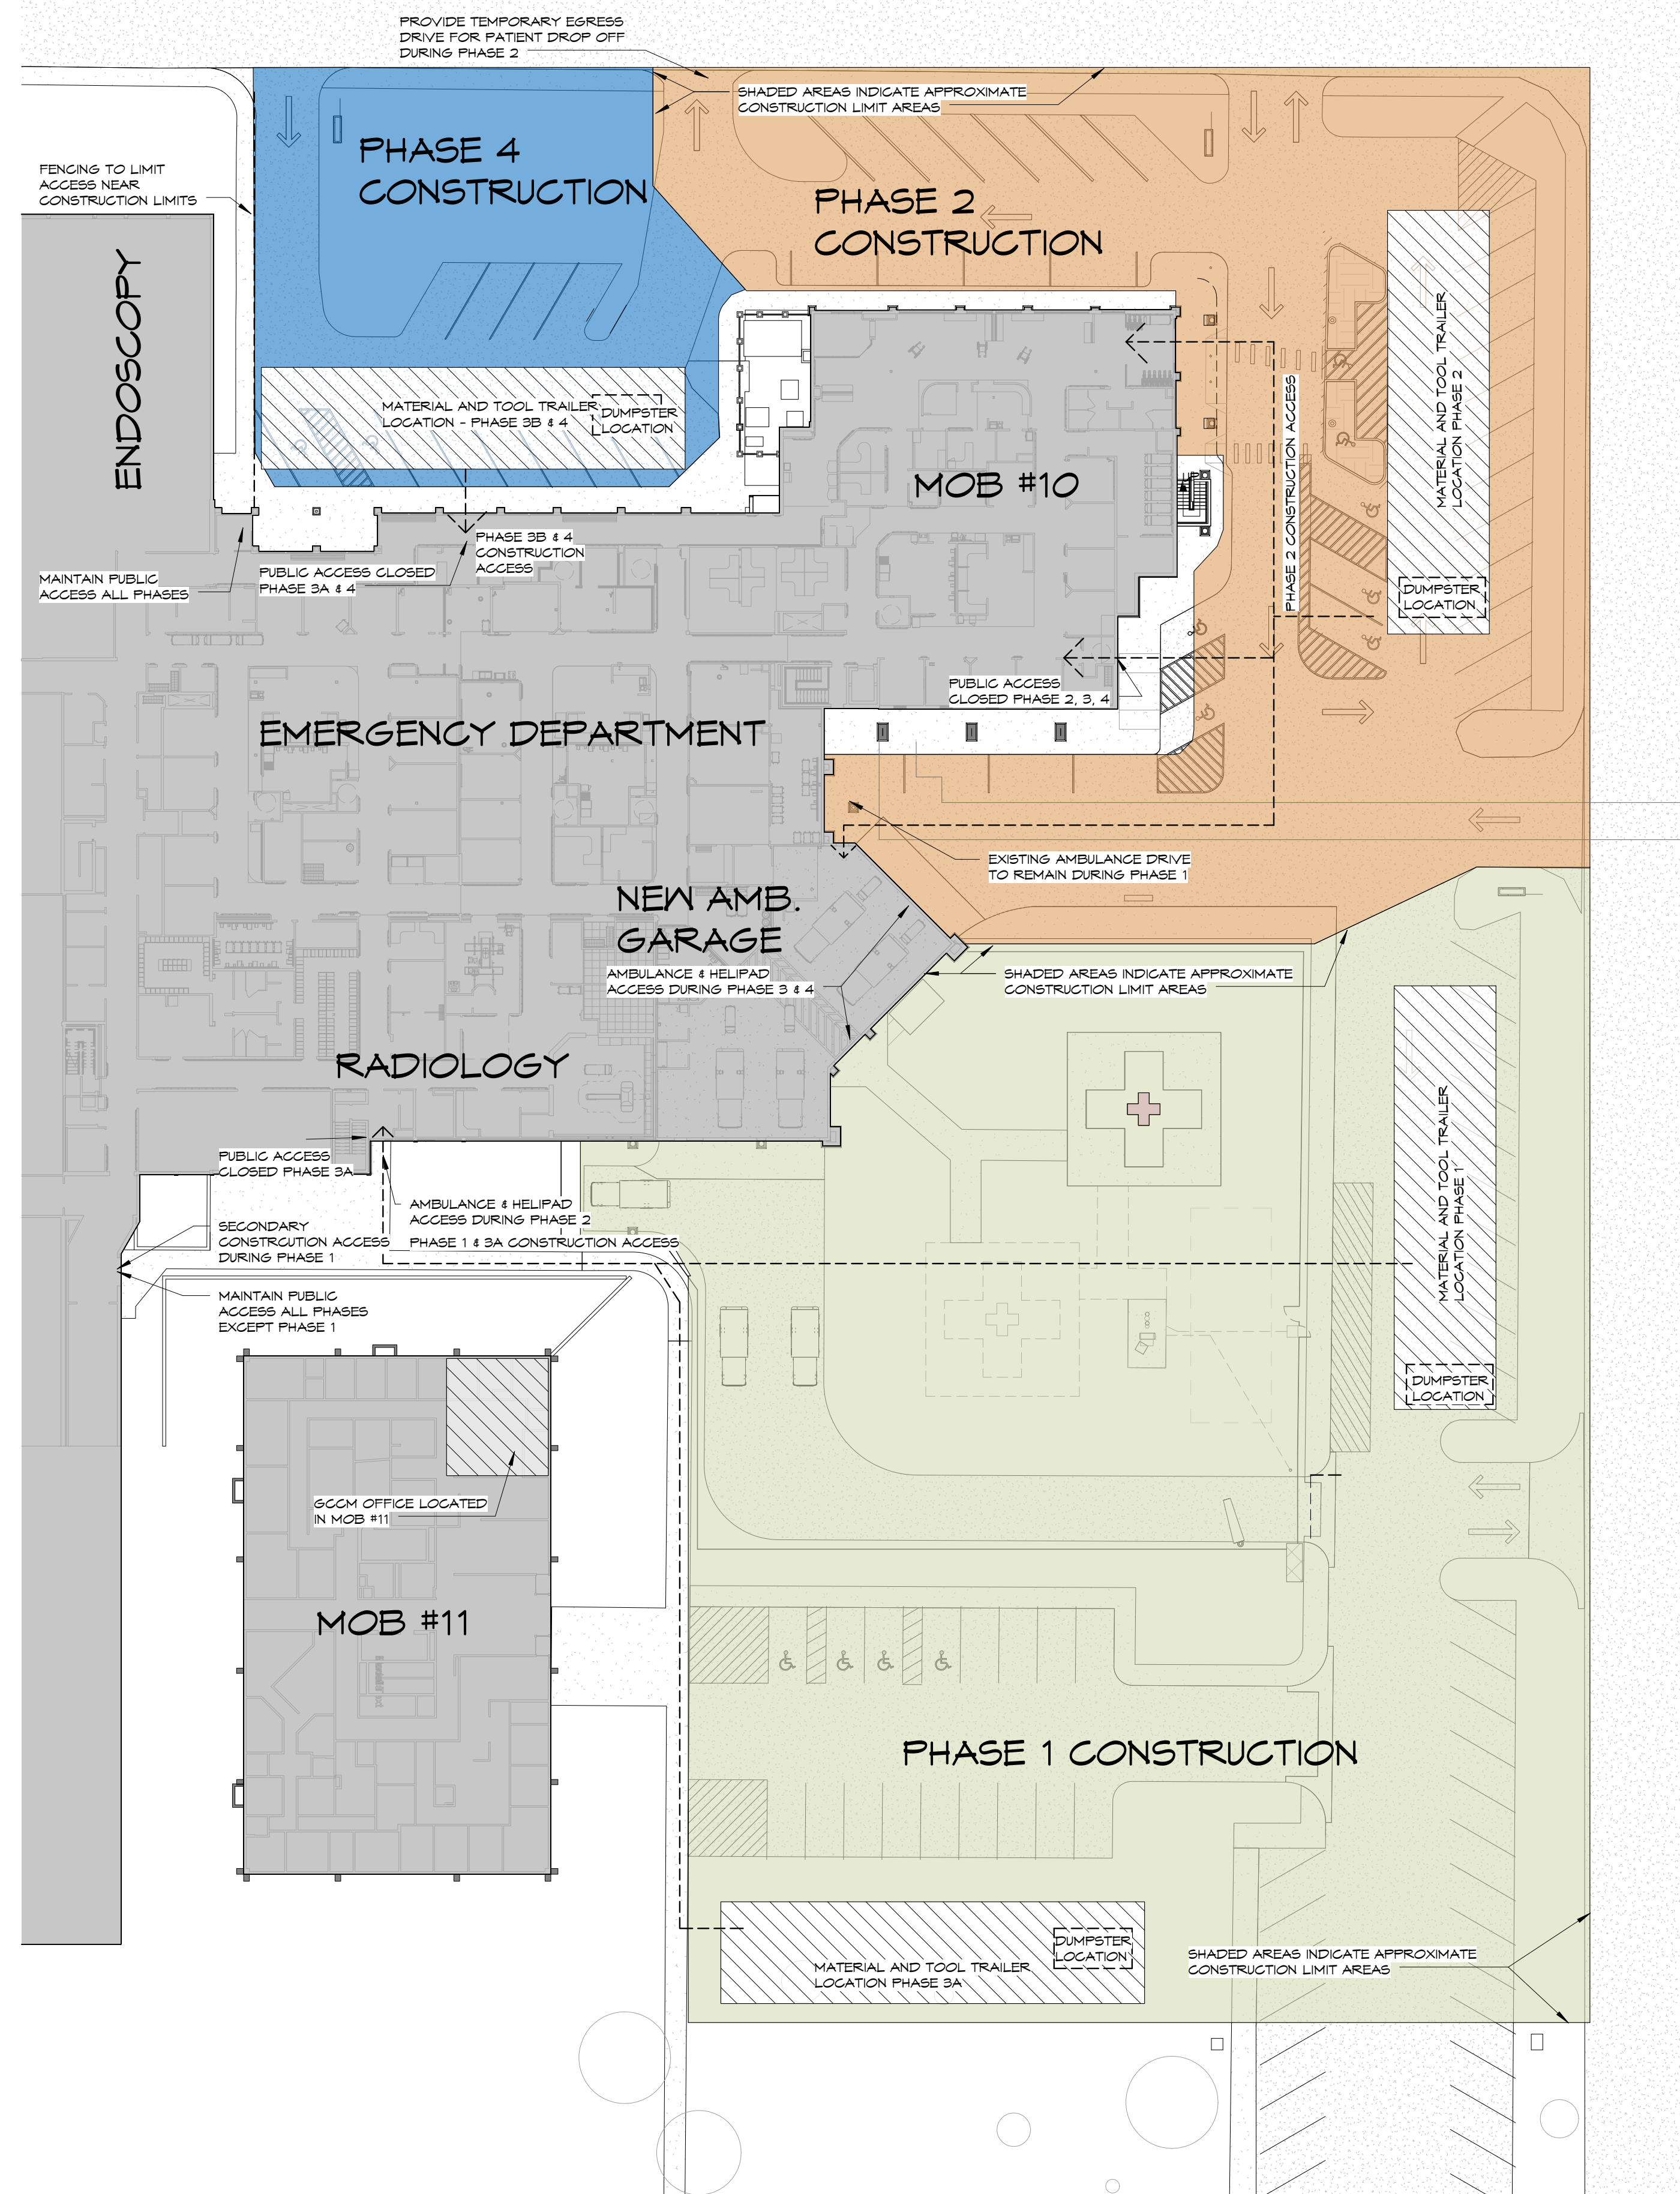 PROVIDE TEMPORARY EGRESS
DRIVE FOR PATIENT DROP OFF
DURING PHASE 2
SHADED AREAS INDICATE APPROXIMATE
CONSTRUCTION LIMIT AREAS
PHASE 4
CONSTRUCTION
FENCING TO LIMIT
ACCESS NEAR
CONSTRUCTION LIMITS
PHASE 2
CONSTRUCTION
ENDOSCOPY
MATERIAL AND TOOL TRAILER
LOCATION PHASE 2
PHASE 2 CONSTRUCTION ACCESS
MATERIAL AND TOOL TRAILER
LOCATION - PHASE 3B & 4
DUMPSTER
LOCATION
MOB #10
PHASE 3B & 4
CONSTRUCTION
ACCESS
PUBLIC ACCESS CLOSED
PHASE 3A & 4
MAINTAIN PUBLIC
ACCESS ALL PHASES
DUMPSTER
LOCATION
PUBLIC ACCESS
CLOSED PHASE 2, 3, 4
EMERGENCY DEPARTMENT
EXISTING AMBULANCE DRIVE
TO REMAIN DURING PHASE 1
NEW AMB.
GARAGE
AMBULANCE & HELIPAD
ACCESS DURING PHASE 3 & 4
SHADED AREAS INDICATE APPROXIMATE
CONSTRUCTION LIMIT AREAS
RADIOLOGY
MATERIAL AND TOOL TRAILER
LOCATION PHASE 1
PUBLIC ACCESS
CLOSED PHASE 3A
AMBULANCE & HELIPAD
ACCESS DURING PHASE 2
PHASE 1 & 3A CONSTRUCTION ACCESS
SECONDARY
CONSTRCUTION ACCESS
DURING PHASE 1
MAINTAIN PUBLIC
ACCESS ALL PHASES
EXCEPT PHASE 1
DUMPSTER
LOCATION
GCCM OFFICE LOCATED
IN MOB #11
MOB #11
PHASE 1 CONSTRUCTION
DUMPSTER
LOCATION
MATERIAL AND TOOL TRAILER
LOCATION PHASE 3A
SHADED AREAS INDICATE APPROXIMATE
CONSTRUCTION LIMIT AREAS